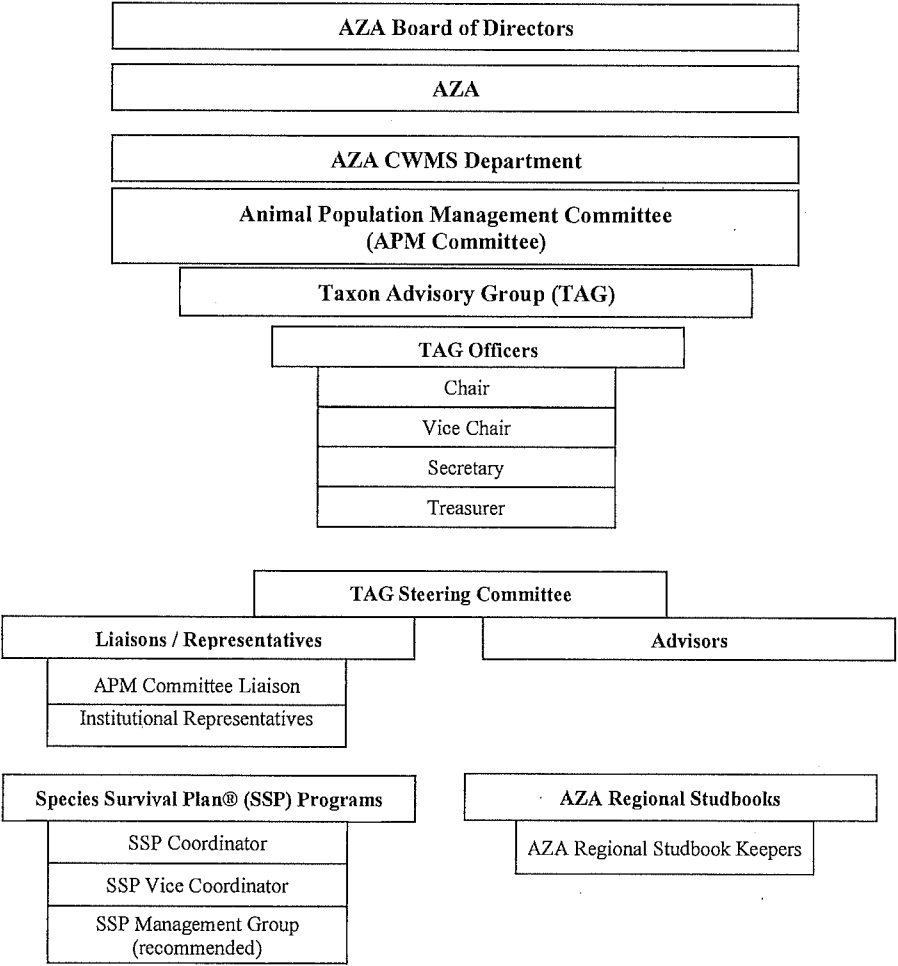 AZA Board of Directors
AZA
AZA CWMS Department
Animal Population Management Committee
(APM Committee)
Taxon Advisory Group (TAG)
TAG Officers
Chair
Vice Chair
Secretary
Treasurer
TAG Steering Committee
Liaisons / Representatives
APM Committee Liaison
Institutional Representatives
Advisors
Species Survival Plan® (SSP) Programs
SSP Coordinator
SSP Vice Coordinator
SSP Management Group
(recommended)
AZA Regional Studbooks
AZA Regional Studbook Keepers